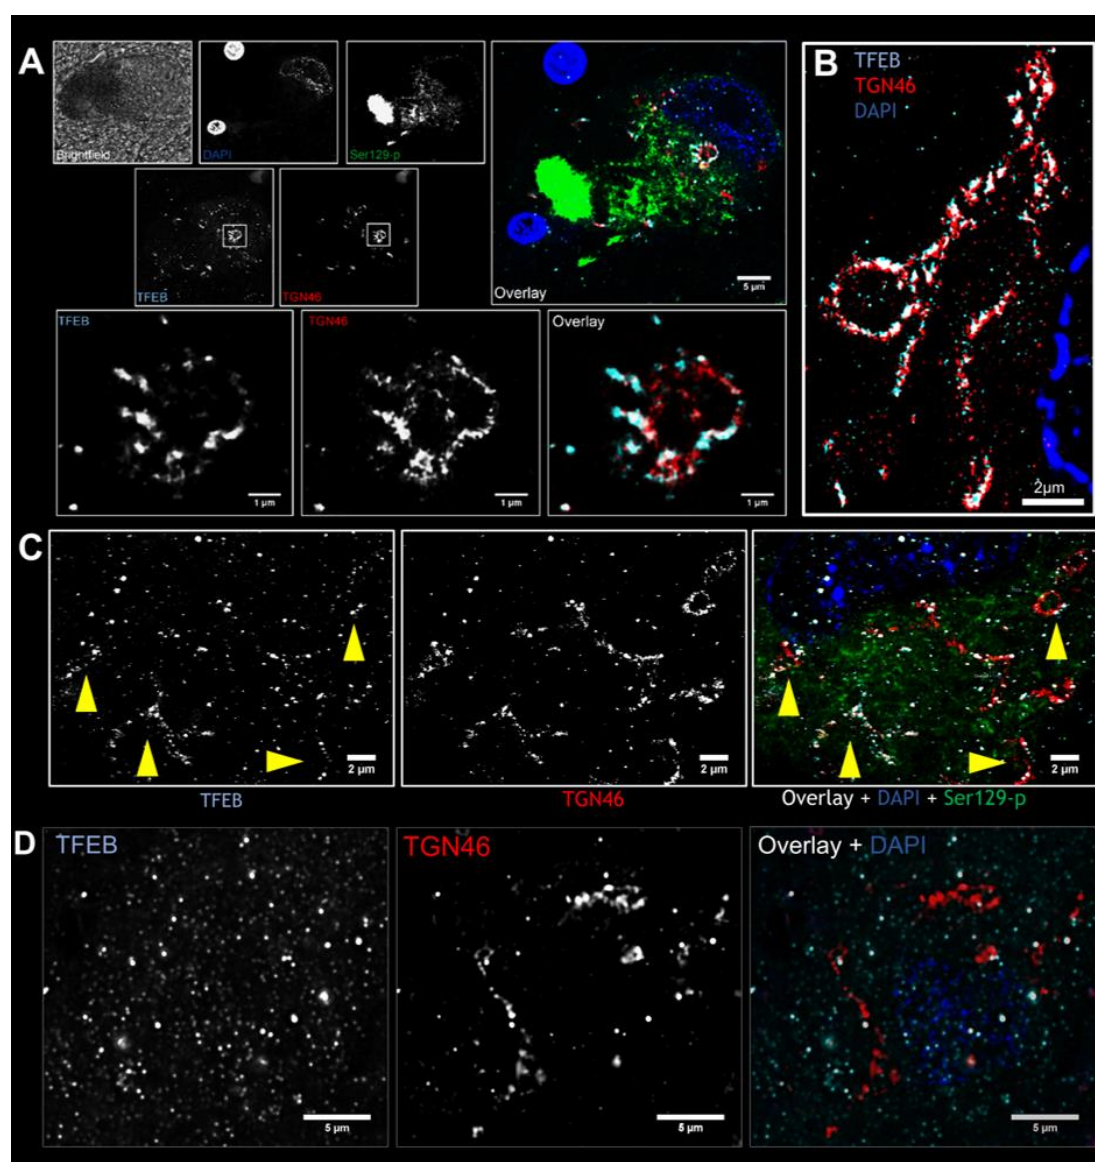 A
Brightfield
DAPI
Ser129-p
TFEB
TGN46
5 µm
Overlay
TFEB
1 µm
TGN46
1 µm
Overlay
1 µm
B
TFEB
TGN46
DAPI
2µm
C
2 µm
2 µm
2 µm
TFEB
TGN46
Overlay + DAPI + Ser129-p
D
TFEB
5 µm
TGN46
5 µm
Overlay + DAPI
5 µm